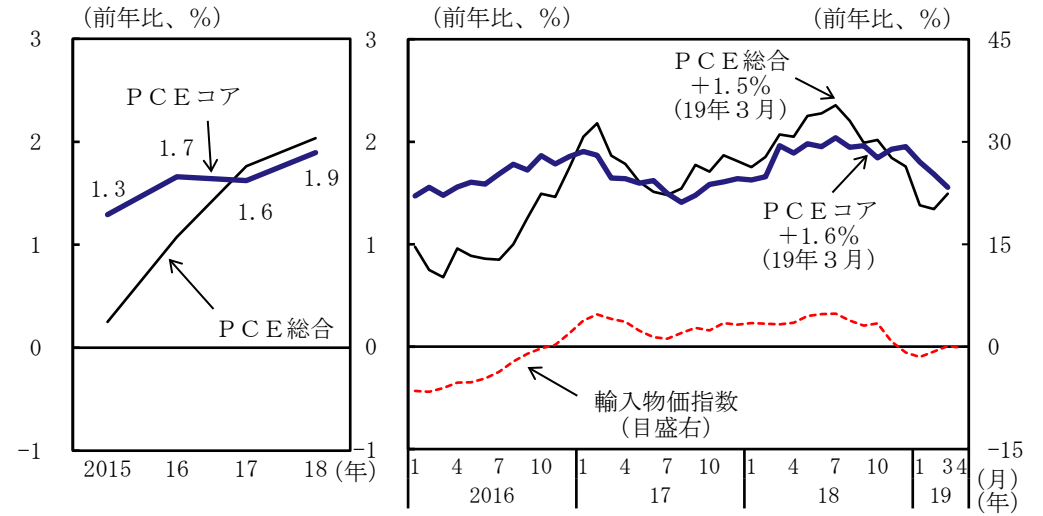 (前年比、%)
3
2
1
0
-1
ＰＣＥコア
1.3
1.7
1.6
1.9
ＰＣＥ総合
2015 16 17 18 (年)
(前年比、%) (前年比、%)
3
2
1
0
-1
45
30
15
0
-15
ＰＣＥ総合
＋1.5%
(19年３月)
ＰＣＥコア
＋1.6%
(19年３月)
輸入物価指数
(目盛右)
1 4 7 10 1 4 7 10 1 4 7 10 1 3 4 (月)
2016 17 18 19 (年)